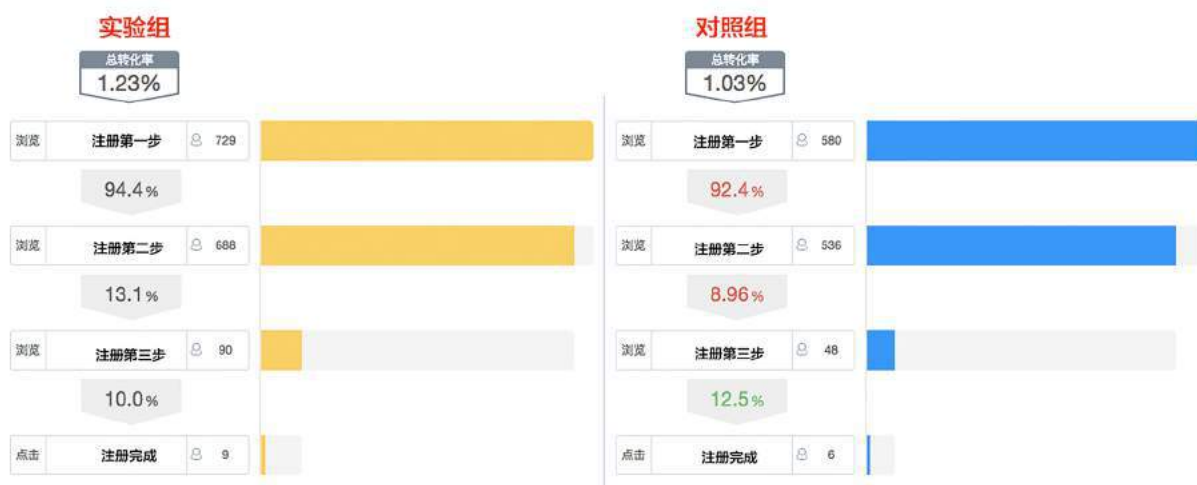 实验组
总转化率
1.23%
浏览 注册第一步 729
94.4%
浏览 注册第二步 688
13.1%
浏览 注册第三步 90
10.0%
点击 注册完成 9
对照组
总转化率
1.03%
浏览 注册第一步 580
92.4%
浏览 注册第二步 536
8.96%
浏览 注册第三步 48
12.5%
点击 注册完成 6